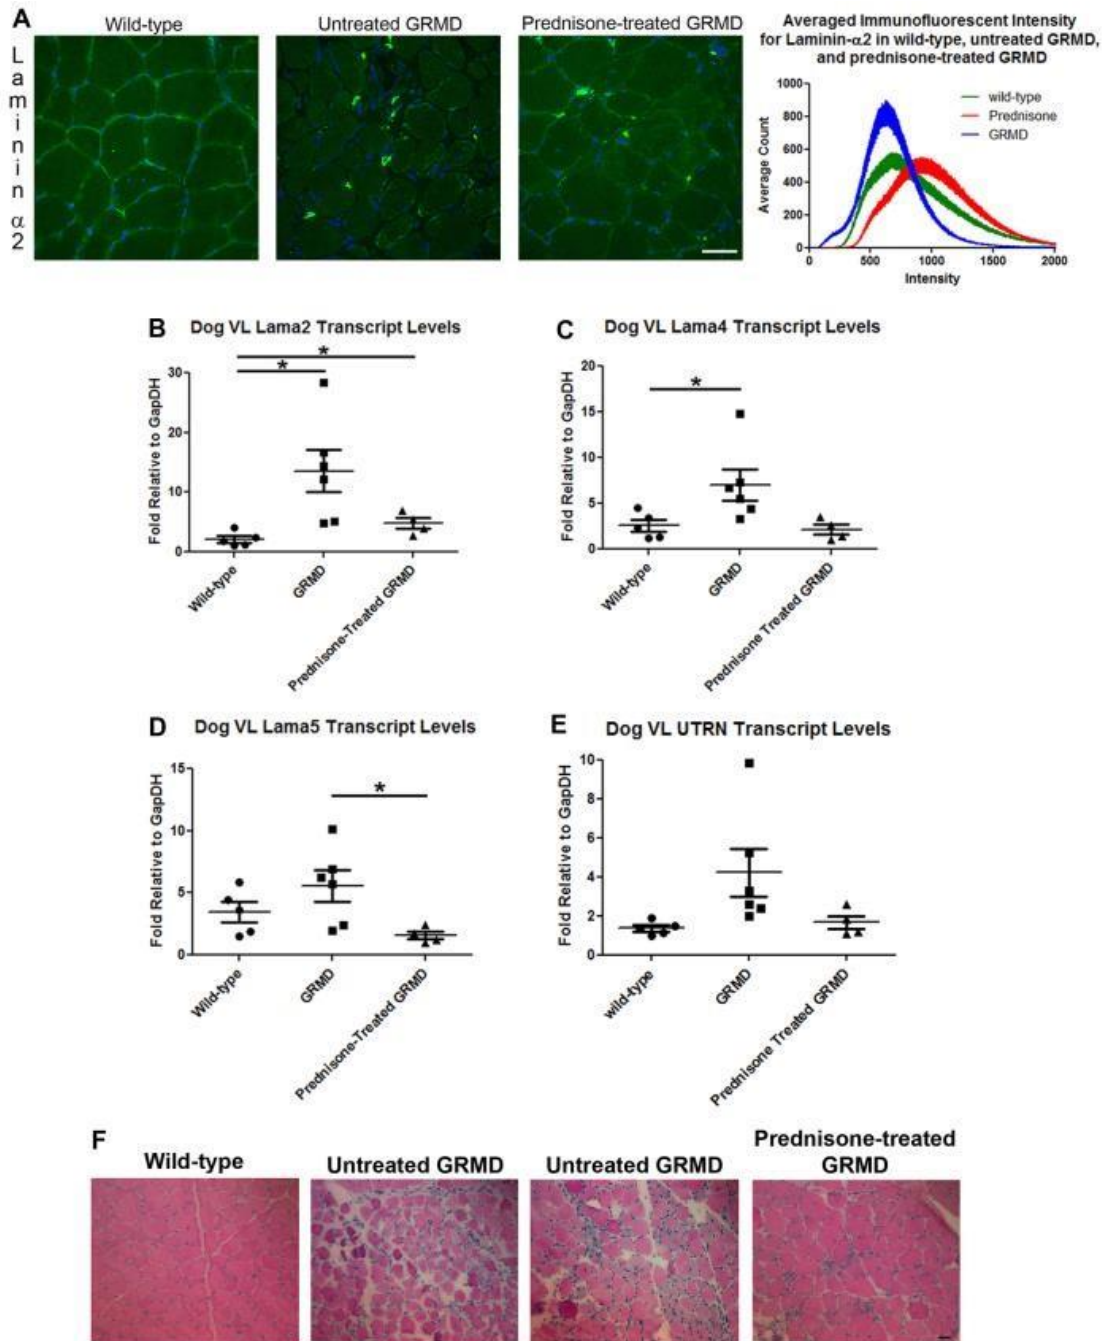 A
Wild-type
Untreated GRMD
Prednisone-treated GRMD
Laminin α2
Averaged Immunofluorescent Intensity
for Laminin-α2 in wild-type, untreated GRMD,
and prednisone-treated GRMD
1000
800
600
400
200
0
Average Count
wild-type
Prednisone
GRMD
0 500 1000 1500 2000
Intensity
B
Dog VL Lama2 Transcript Levels
*
*
30
20
10
0
Fold Relative to GapDH
Wild-type
GRMD
Prednisone-Treated GRMD
C
Dog VL Lama4 Transcript Levels
*
20
15
10
5
0
Fold Relative to GapDH
Wild-type
GRMD
Prednisone Treated GRMD
D
Dog VL Lama5 Transcript Levels
*
15
10
5
0
Fold Relative to GapDH
Wild-type
GRMD
Prednisone-Treated GRMD
E
Dog VL UTRN Transcript Levels
10
8
6
4
2
0
Fold Relative to GapDH
wild-type
GRMD
Prednisone Treated GRMD
F
Wild-type
Untreated GRMD
Untreated GRMD
Prednisone-treated
GRMD